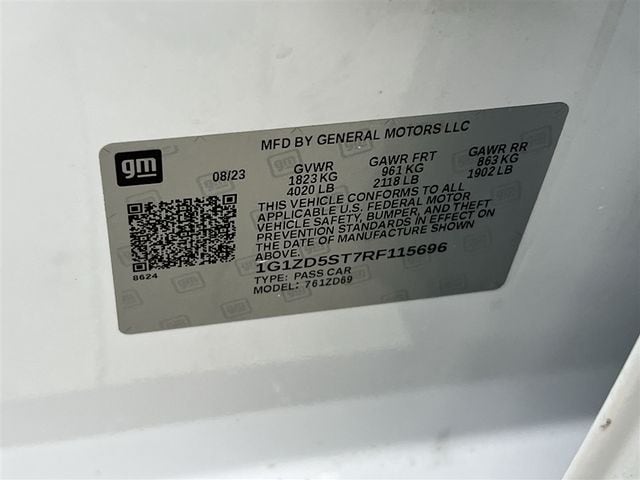 MFD BY GENERAL MOTORS LLC
gm
08/23
GVWR GAWR FRT GAWR RR
1823 KG 961 KG 863 KG
4020 LB 2118 LB 1902 LB
THIS VEHICLE CONFORMS TO ALL
APPLICABLE U.S. FEDERAL MOTOR
VEHICLE SAFETY, BUMPER, AND THEFT
PREVENTION STANDARDS IN EFFECT ON
THE DATE OF MANUFACTURE SHOWN
ABOVE.
1G1ZD5ST7RF115696
8624
TYPE: PASS CAR
MODEL: 761ZD69